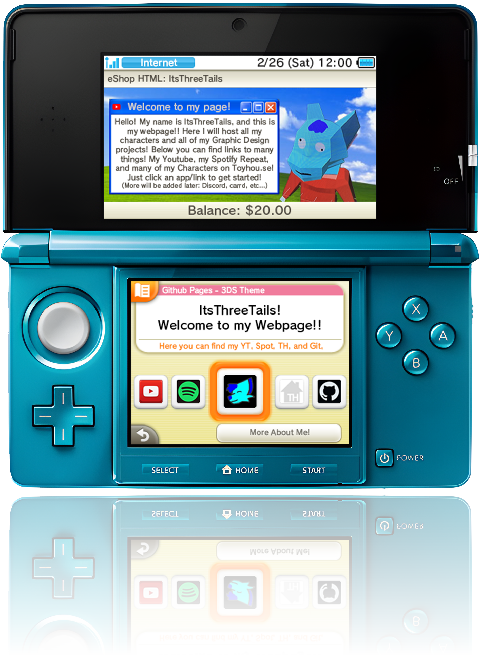 Internet
2/26 (Sat) 12:00
eShop HTML: ItsThreeTails
Welcome to my page!
Hello! My name is ItsThreeTails, and this is
my webpage!! Here I will host all my
characters and all of my Graphic Design
projects! Below you can find links to many
things! My Youtube, my Spotify Repeat,
and many of my Characters on Toyhou.se!
Just click an app/link to get started!
(More will be added later: Discord, carrd, etc...)
Balance: $20.00
OFF
Github Pages - 3DS Theme
ItsThreeTails!
Welcome to my Webpage!!
Here you can find my YT, Spot, TH, and Git.
TH
More About Me!
X
Y
A
B
SELECT
HOME
START
POWER